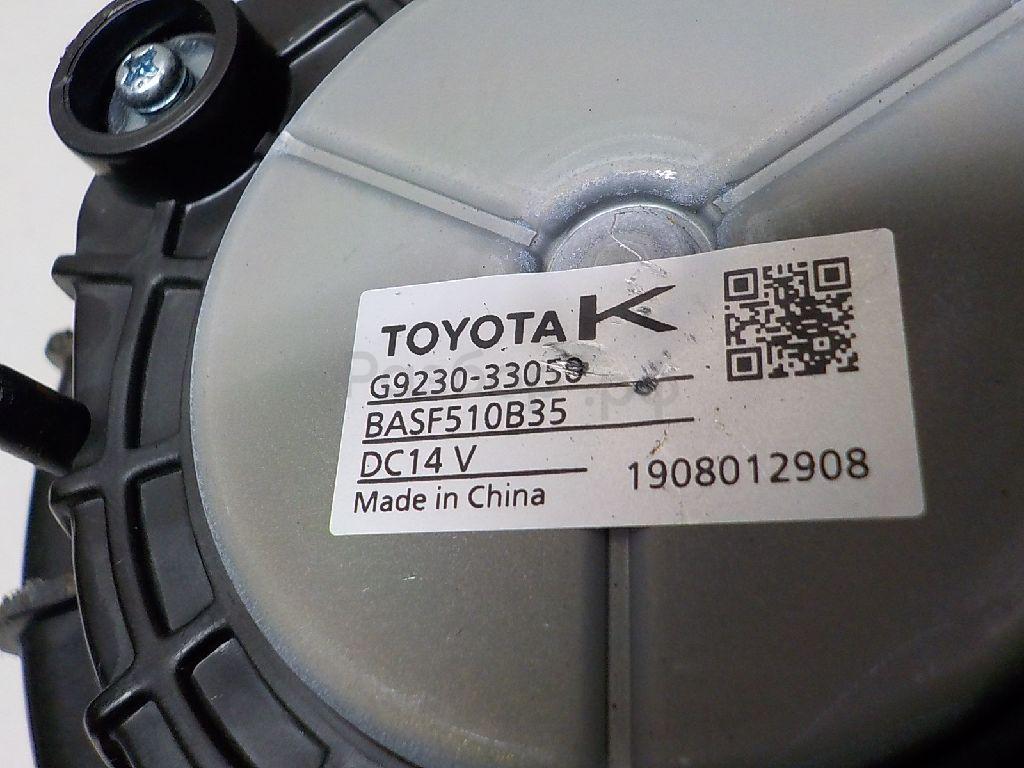 TOYOTA K
G9230-33050
BASF510B35
DC14 V
Made in China
1908012908